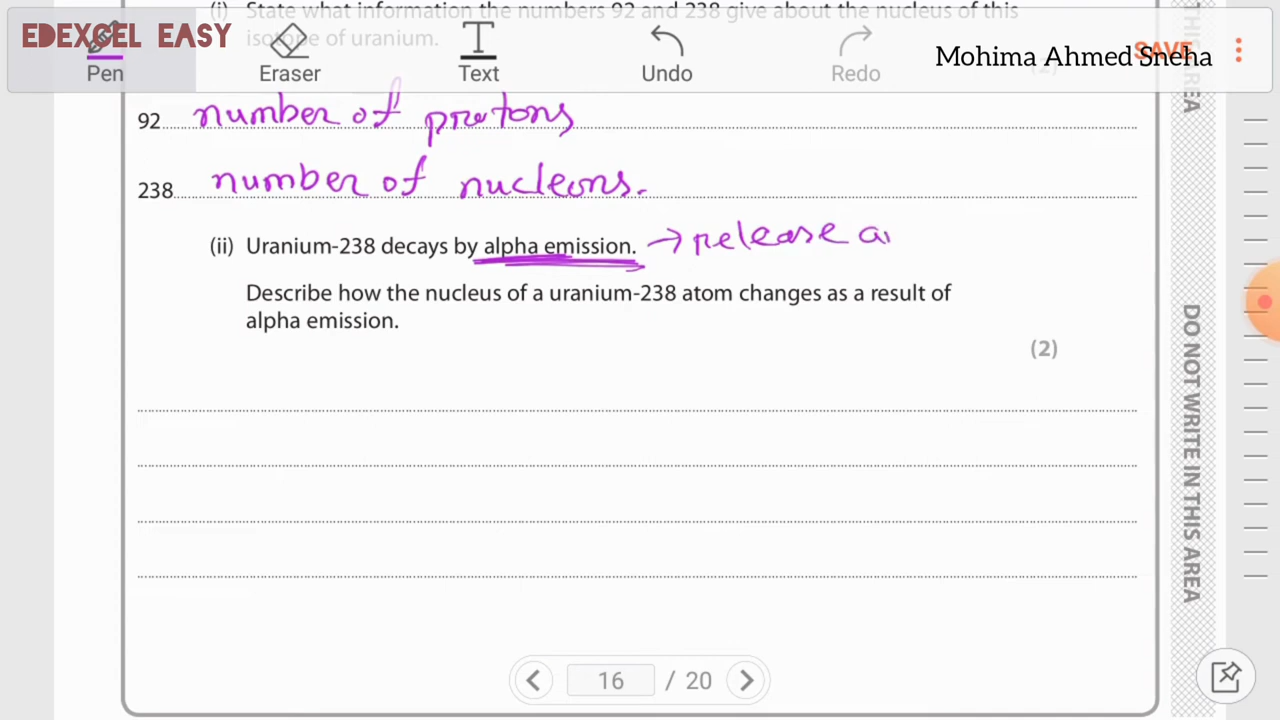 (i) State what information the numbers 92 and 238 give about the nucleus of this
EDEXCEL EASY
isotope of uranium.
Mohima Ahmed Sneha
SAVE
Pen
Eraser
Text
Undo
Redo
92 number of protons
238 number of nucleons.
(ii) Uranium-238 decays by alpha emission. → release a
Describe how the nucleus of a uranium-238 atom changes as a result of
alpha emission.
(2)
DO NOT WRITE IN THIS AREA
THIS AREA
16 / 20